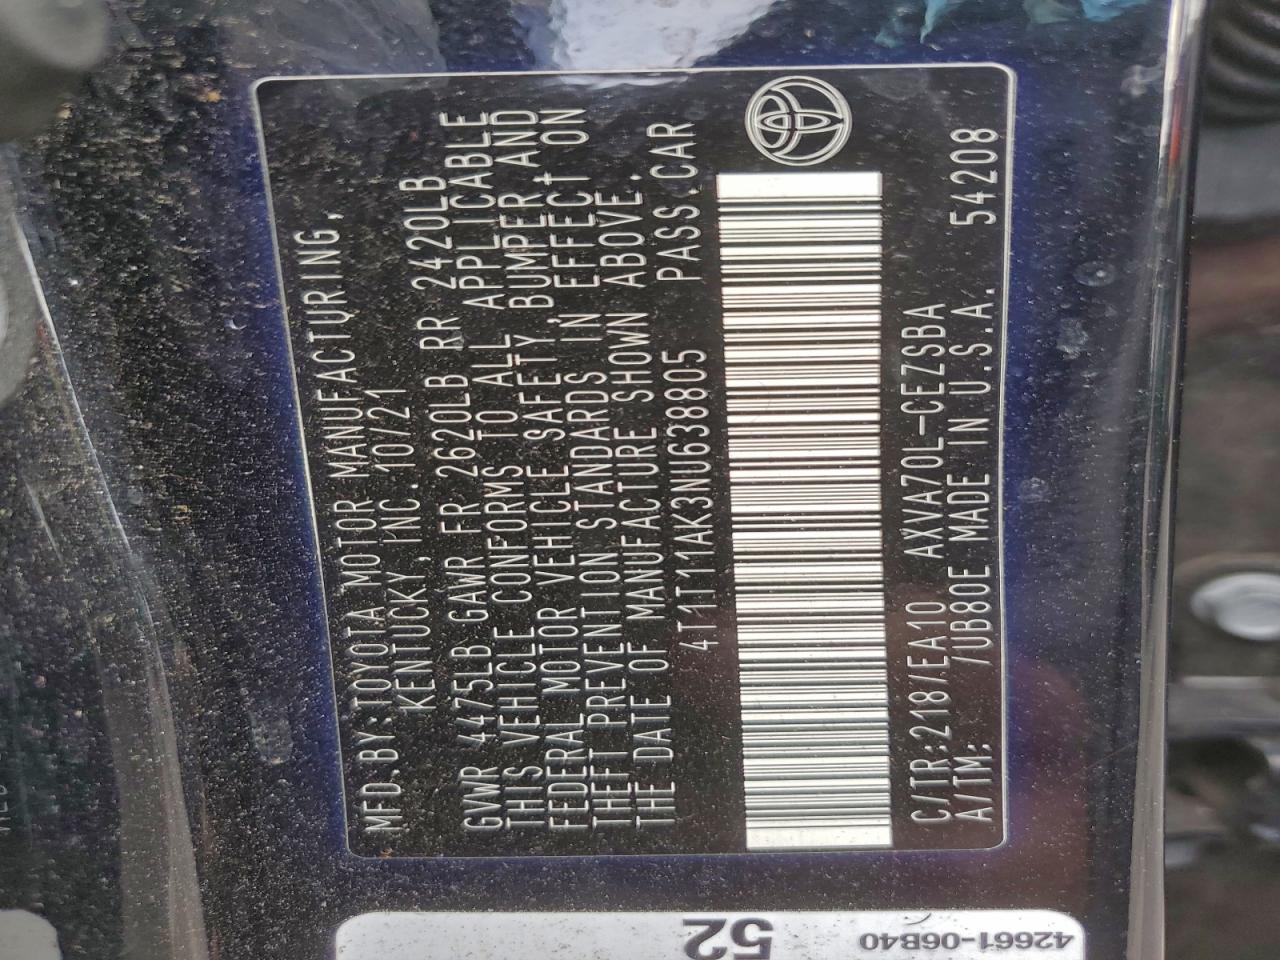 MFD.BY:TOYOTA MOTOR MANUFACTURING,
KENTUCKY, INC. 10/21
GVWR 4475LB GAWR FR 2620LB RR 2420LB
THIS VEHICLE CONFORMS TO ALL APPLICABLE
FEDERAL MOTOR VEHICLE SAFETY, BUMPER, AND
THEFT PREVENTION STANDARDS IN EFFECT ON
THE DATE OF MANUFACTURE SHOWN ABOVE.
4T1T11AK3NU638805 PASS.CAR
C/TR:218/EA10 AXVA70L-CEZSBA
A/TM: /UB80E MADE IN U.S.A. 54208
52
42661-06B40